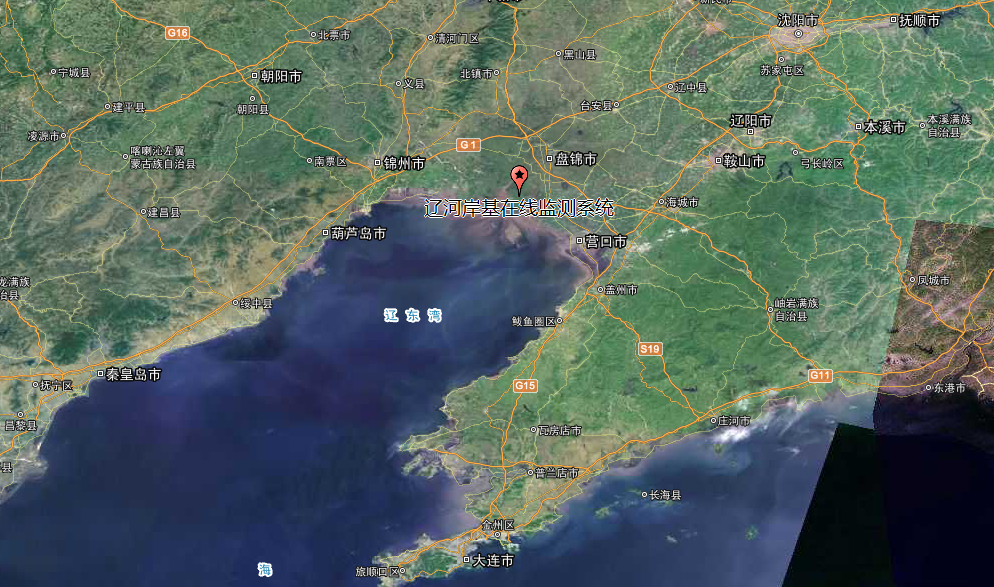 沈阳市
抚顺市
G16
北票市
清河门区
黑山县
苏家屯区
宁城县
朝阳市
义县
北镇市
辽中县
建平县
朝阳县
台安县
辽阳市
本溪市
本溪满族
自治县
凌源市
喀喇沁左翼
蒙古族自治县
南票区
G1
锦州市
盘锦市
鞍山市
弓长岭区
辽河岸基在线监测系统
海城市
建昌县
葫芦岛市
营口市
龙满族
治县
绥中县
盖州市
凤城市
岫岩满族
自治县
辽东湾
鲅鱼圈区
S19
秦皇岛市
抚宁区
G15
G11
东港市
昌黎县
瓦房店市
庄河市
县
普兰店市
长海县
金州区
大连市
海
旅顺口区